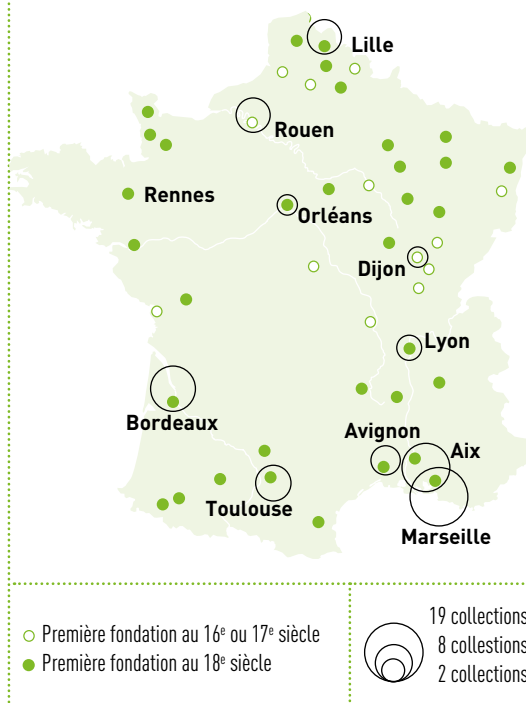 Lille
Rouen
Rennes
Orléans
Dijon
Lyon
Bordeaux
Avignon
Aix
Toulouse
Marseille
Première fondation au 16e ou 17e siècle
Première fondation au 18e siècle
19 collections
8 collestions
2 collections